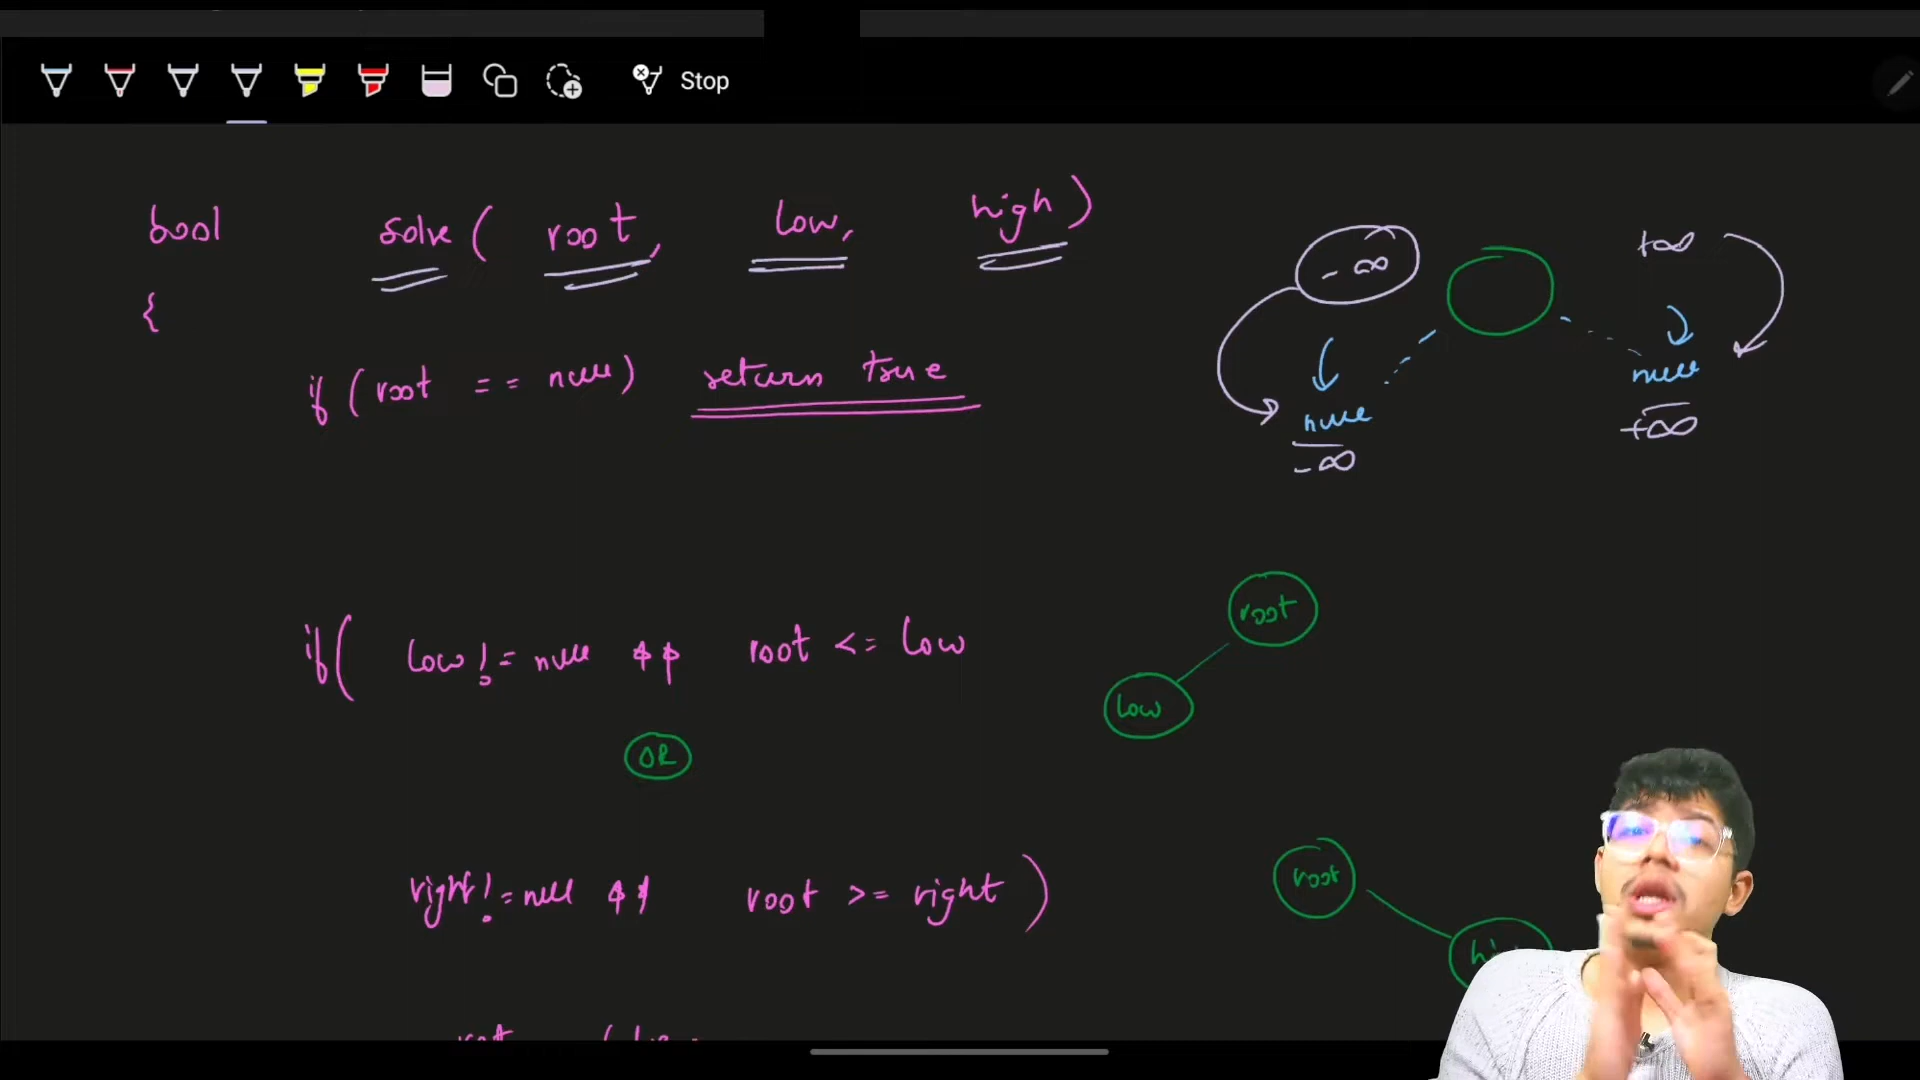 Stop
bool solve( root, low, high)
{
if (root == null) return true
- ∞
+∞
null
- ∞
null
+∞
if( low != null && root <= low
root
low
OR
right != null && root >= right )
root